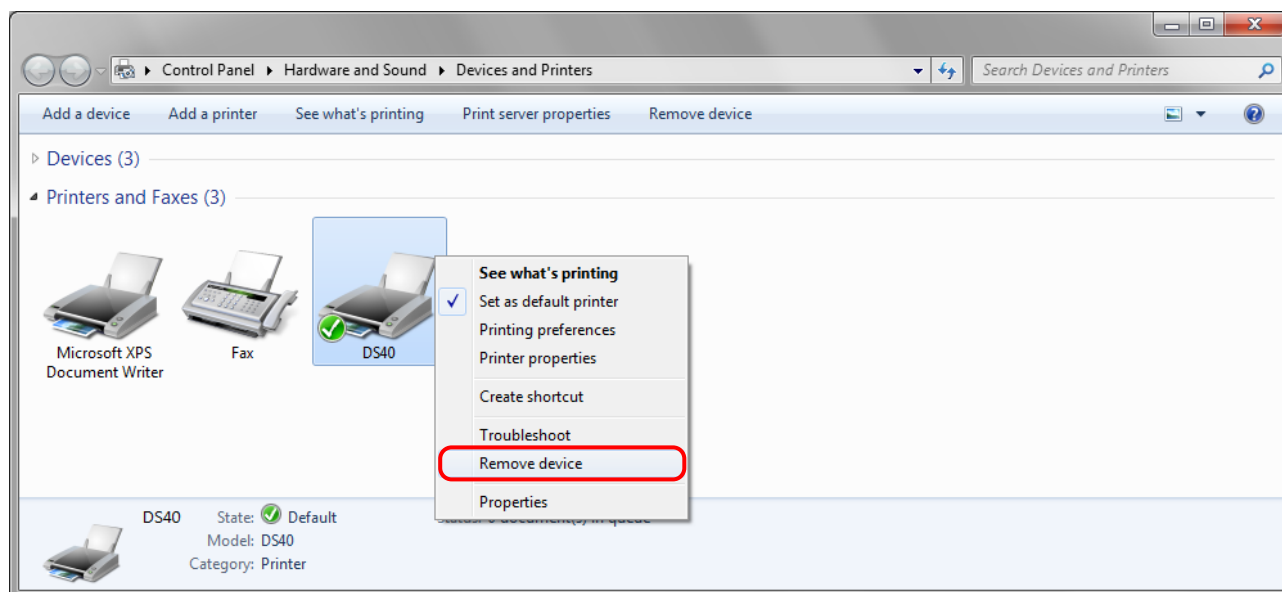 Control Panel ▸ Hardware and Sound ▸ Devices and Printers
Search Devices and Printers
Add a device Add a printer See what's printing Print server properties Remove device
Devices (3)
Printers and Faxes (3)
Microsoft XPS
Document Writer
Fax
DS40
See what's printing
Set as default printer
Printing preferences
Printer properties
Create shortcut
Troubleshoot
Remove device
Properties
DS40 State: Default
Model: DS40
Category: Printer